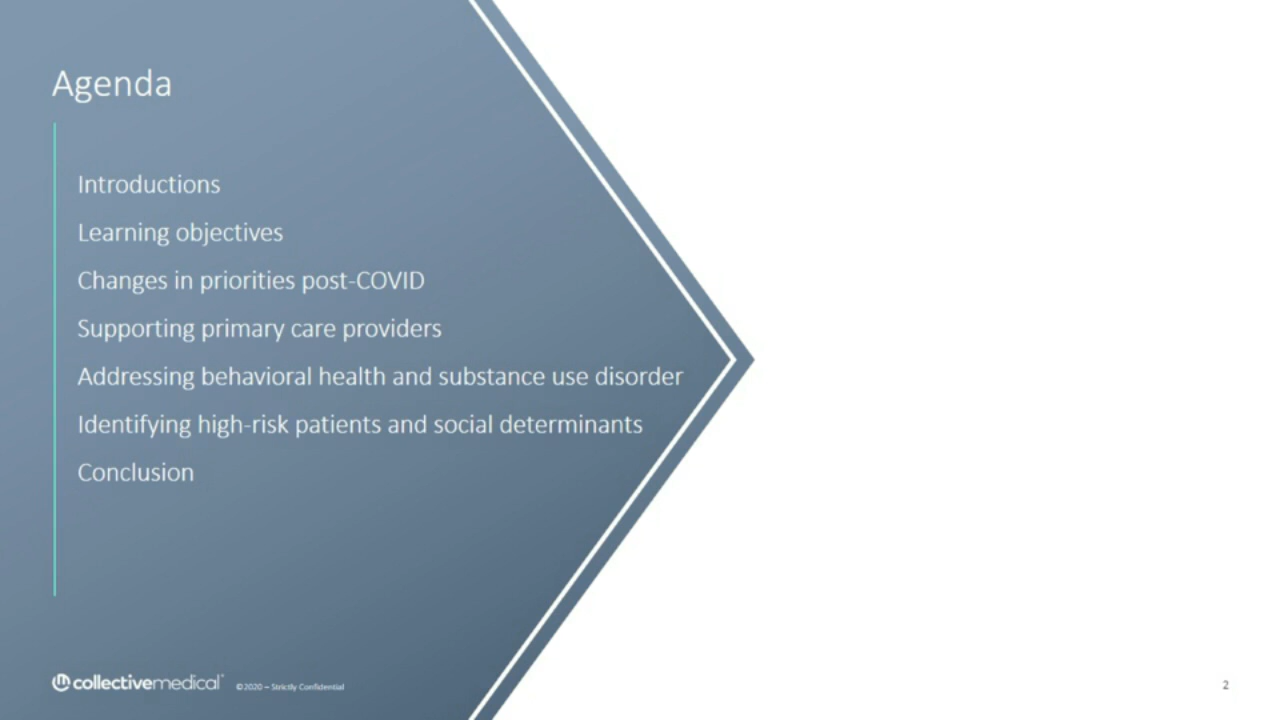 Agenda
Introductions
Learning objectives
Changes in priorities post-COVID
Supporting primary care providers
Addressing behavioral health and substance use disorder
Identifying high-risk patients and social determinants
Conclusion
collectivemedical ©2020 – Strictly Confidential
2